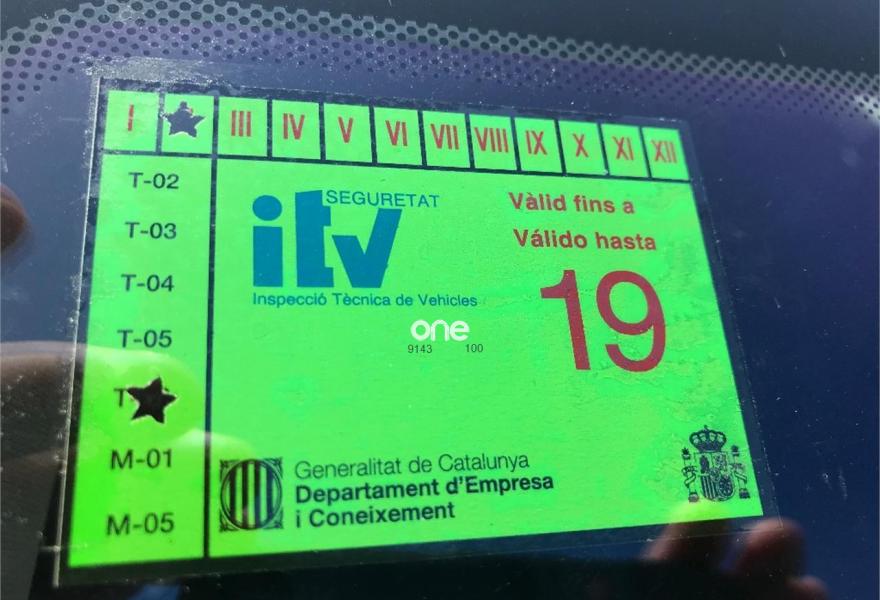 I III IV V VI VII VIII IX X XI XII
T-02
T-03
T-04
T-05
T
M-01
M-05
SEGURETAT
itv
Inspecció Tècnica de Vehicles
Vàlid fins a
Válido hasta
19
one
9143 100
Generalitat de Catalunya
Departament d'Empresa
i Coneixement